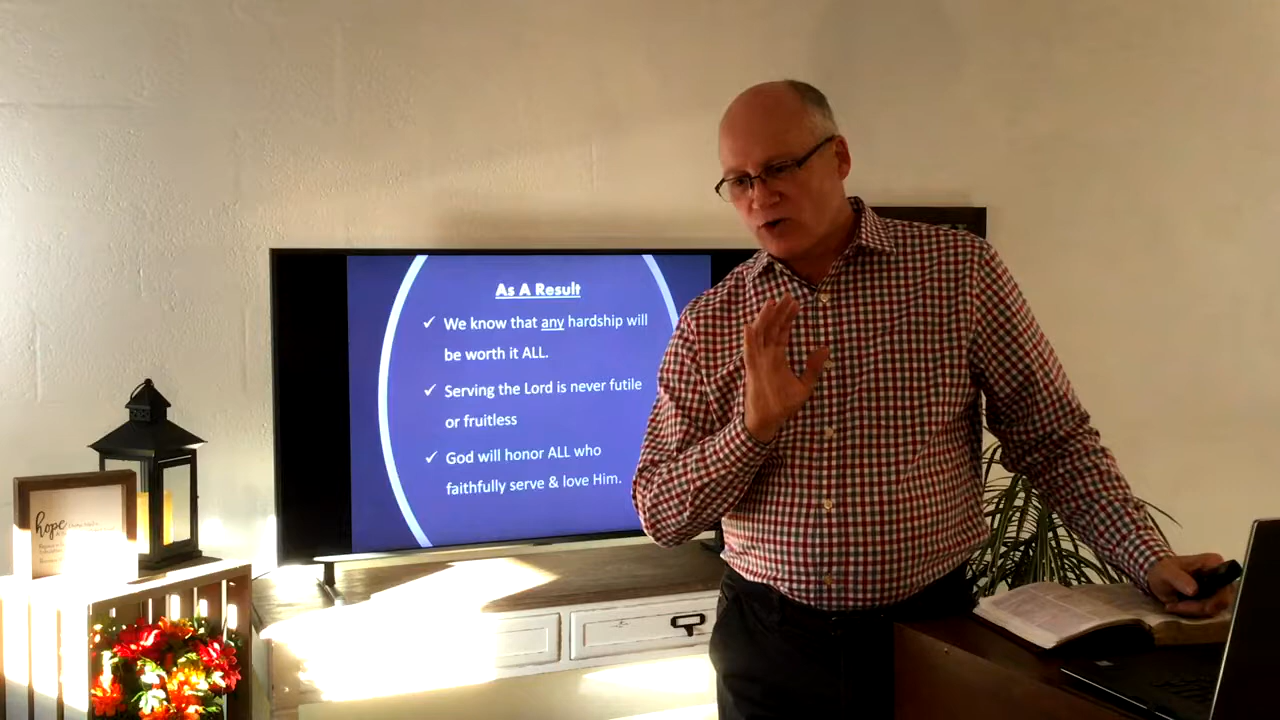 As A Result
✓ We know that any hardship will
be worth it ALL.
✓ Serving the Lord is never futile
or fruitless
✓ God will honor ALL who
faithfully serve & love Him.
hope